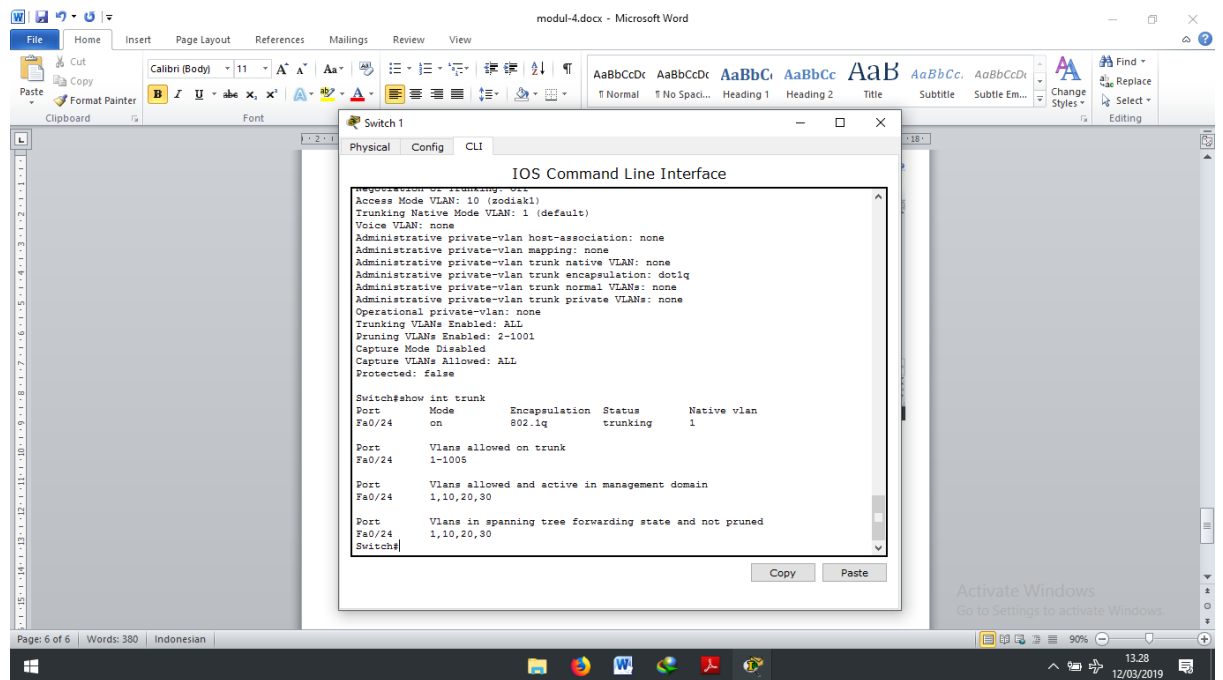 modul-4.docx - Microsoft Word
File Home Insert Page Layout References Mailings Review View
Paste
Cut
Copy
Format Painter
Clipboard
Calibri (Body) 11
Font
AaBbCcDc AaBbCcDc AaBbC AaBbCc AaB AaBbCc. AaBbCcDc
¶ Normal ¶ No Spaci... Heading 1 Heading 2 Title Subtitle Subtle Em...
Change Styles
Find
Replace
Select
Editing
Switch 1
Physical Config CLI
IOS Command Line Interface
Negotiation of Trunking: Off
Access Mode VLAN: 10 (zodiak1)
Trunking Native Mode VLAN: 1 (default)
Voice VLAN: none
Administrative private-vlan host-association: none
Administrative private-vlan mapping: none
Administrative private-vlan trunk native VLAN: none
Administrative private-vlan trunk encapsulation: dot1q
Administrative private-vlan trunk normal VLANs: none
Administrative private-vlan trunk private VLANs: none
Operational private-vlan: none
Trunking VLANs Enabled: ALL
Pruning VLANs Enabled: 2-1001
Capture Mode Disabled
Capture VLANs Allowed: ALL
Protected: false
Switch#show int trunk
Port Mode Encapsulation Status Native vlan
Fa0/24 on 802.1q trunking 1
Port Vlans allowed on trunk
Fa0/24 1-1005
Port Vlans allowed and active in management domain
Fa0/24 1,10,20,30
Port Vlans in spanning tree forwarding state and not pruned
Fa0/24 1,10,20,30
Switch#
Copy Paste
Activate Windows
Go to Settings to activate Windows.
Page: 6 of 6 Words: 380 Indonesian 90%
13.28
12/03/2019